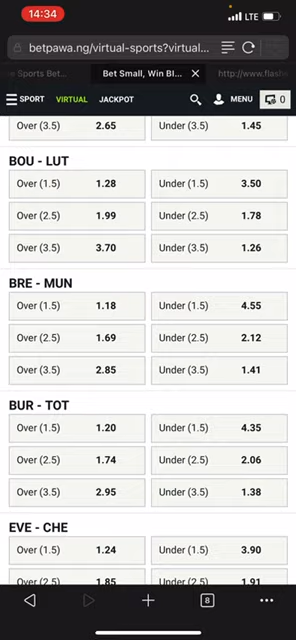 14:34
LTE
betpawa.ng/virtual-sports?virtual...
e Sports Bet...
Bet Small, Win BI...
http://www.flash
SPORT VIRTUAL JACKPOT MENU 0
Over (3.5) 2.65 Under (3.5) 1.45
BOU - LUT
Over (1.5) 1.28 Under (1.5) 3.50
Over (2.5) 1.99 Under (2.5) 1.78
Over (3.5) 3.70 Under (3.5) 1.26
BRE - MUN
Over (1.5) 1.18 Under (1.5) 4.55
Over (2.5) 1.69 Under (2.5) 2.12
Over (3.5) 2.85 Under (3.5) 1.41
BUR - TOT
Over (1.5) 1.20 Under (1.5) 4.35
Over (2.5) 1.74 Under (2.5) 2.06
Over (3.5) 2.95 Under (3.5) 1.38
EVE - CHE
Over (1.5) 1.24 Under (1.5) 3.90
Over (2.5) 1.85 Under (2.5) 1.91
8